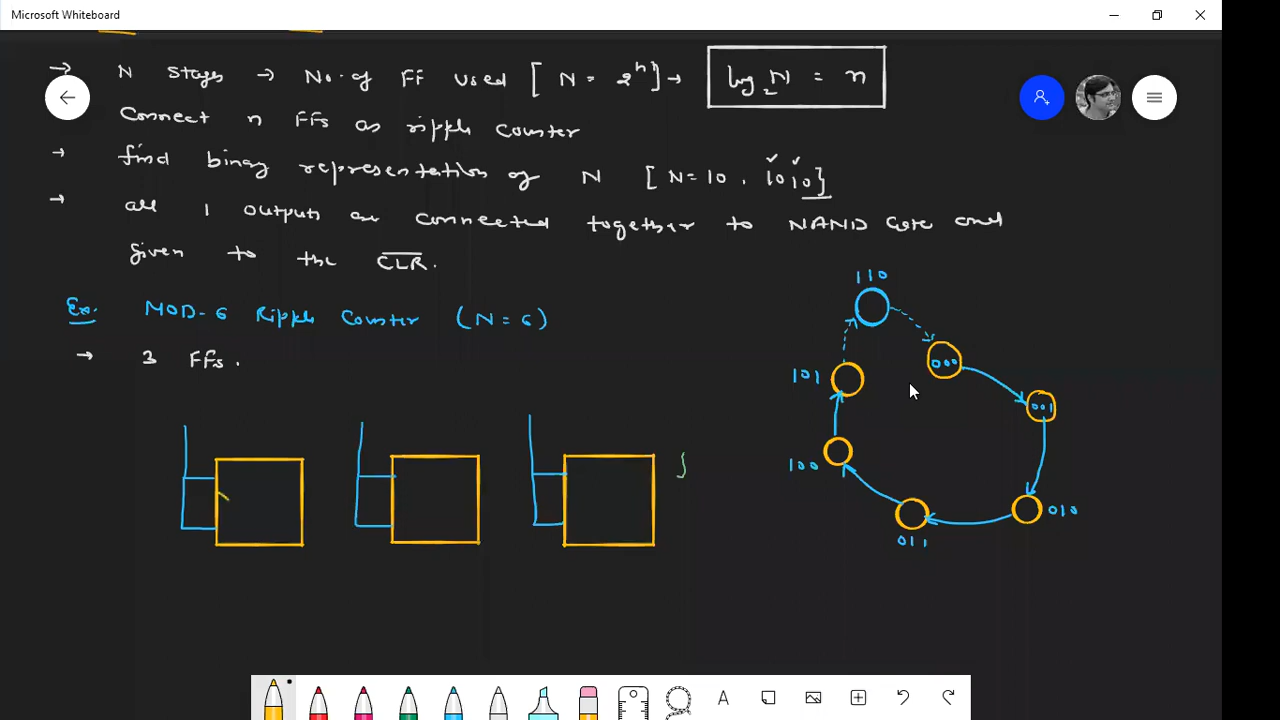 Microsoft Whiteboard
→ N Stages → No. of FF used [ N = 2ⁿ ] → log₂N = n
Connect n FFs as ripple counter
→ find binary representation of N [ N=10, 1010 ]
→ all 1 outputs are connected together to NAND Gate and
given to the C̅L̅R̅.
Ex. MOD-6 Ripple Counter (N=6)
→ 3 FFs.
110
000
101
001
100
010
011